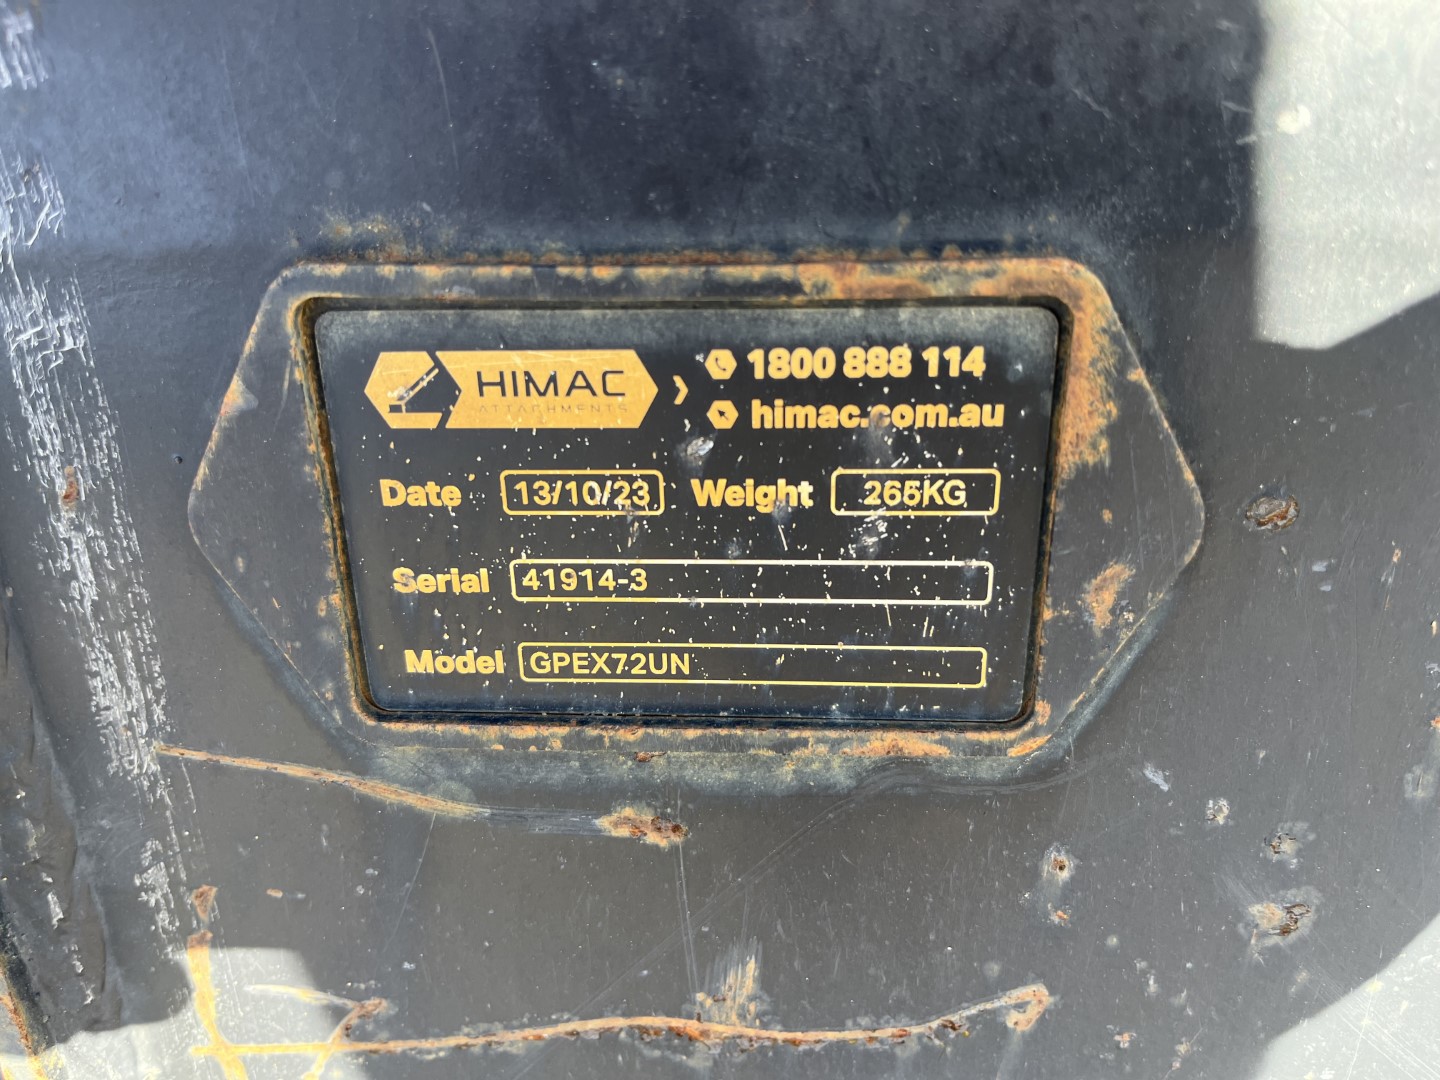 HIMAC
ATTACHMENTS
1800 888 114
himac.com.au
Date 13/10/23 Weight 265KG
Serial 41914-3
Model GPEX72UN